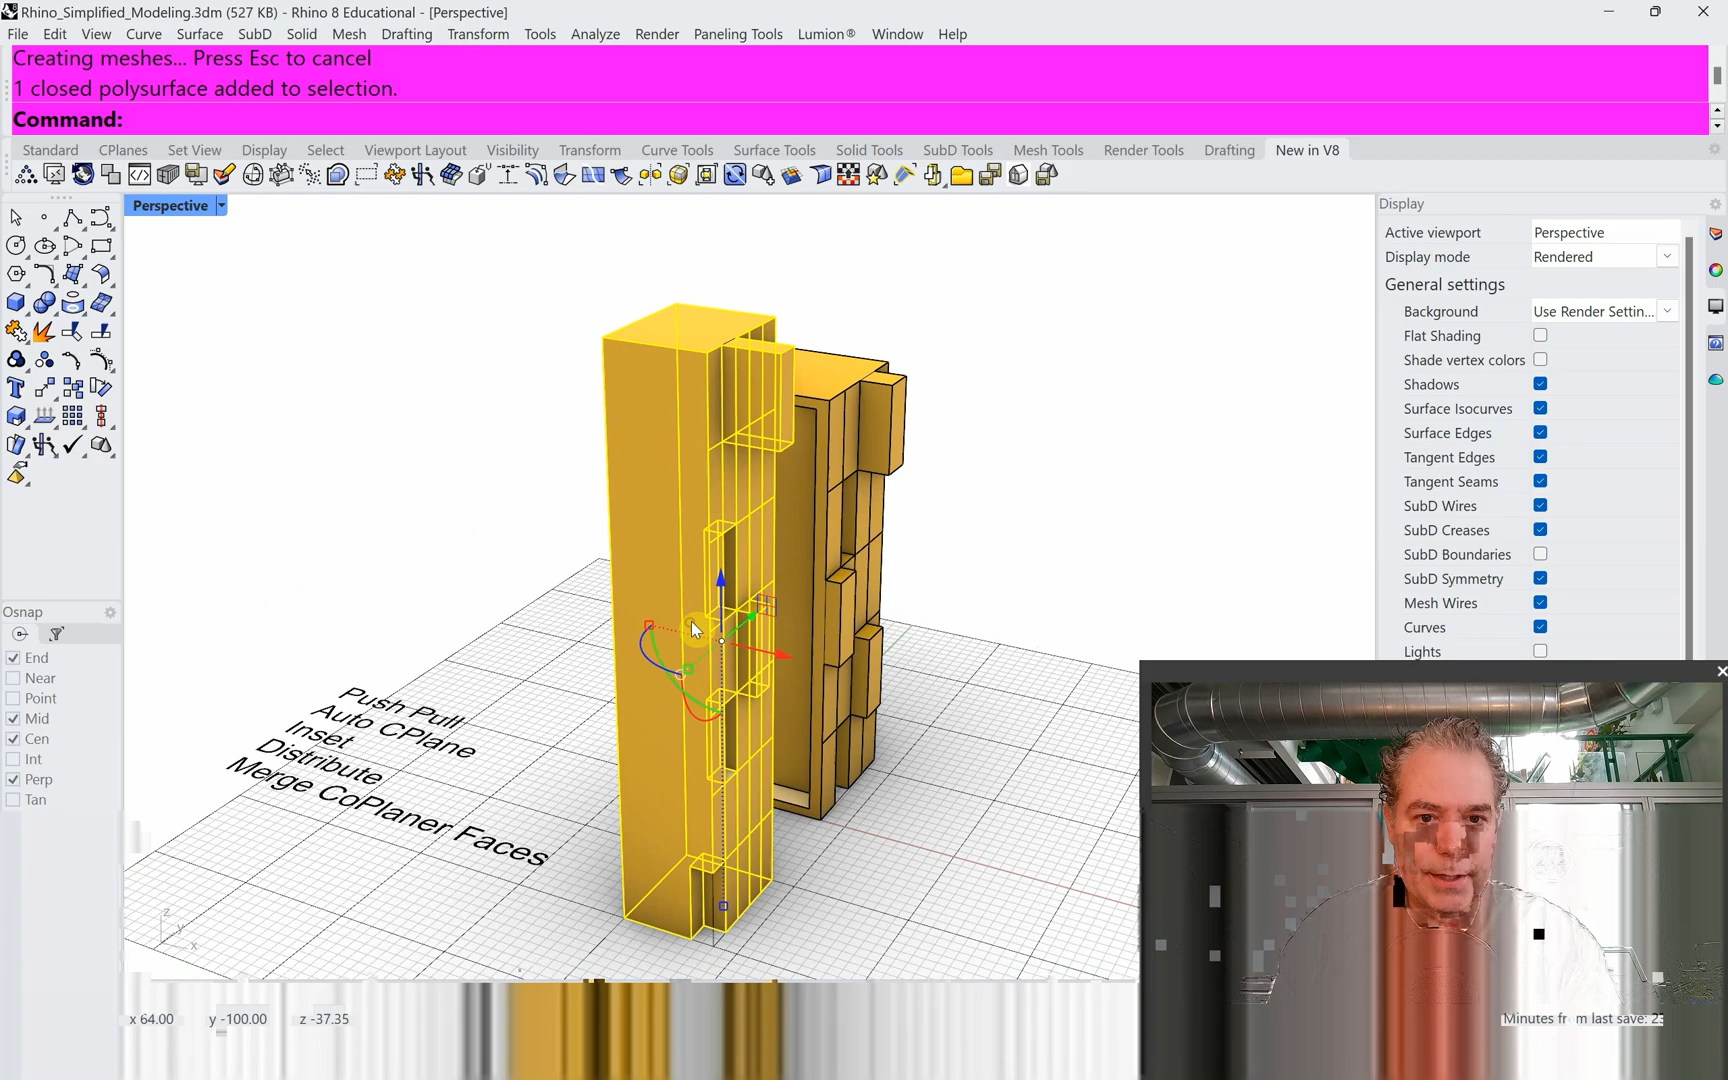 Rhino_Simplified_Modeling.3dm (527 KB) - Rhino 8 Educational - [Perspective]
File Edit View Curve Surface SubD Solid Mesh Drafting Transform Tools Analyze Render Paneling Tools Lumion® Window Help
Creating meshes... Press Esc to cancel
1 closed polysurface added to selection.
Command:
Standard CPlanes Set View Display Select Viewport Layout Visibility Transform Curve Tools Surface Tools Solid Tools SubD Tools Mesh Tools Render Tools Drafting New in V8
Perspective
Display
Active viewport Perspective
Display mode Rendered
General settings
Background Use Render Settin...
Flat Shading
Shade vertex colors
Shadows
Surface Isocurves
Surface Edges
Tangent Edges
Tangent Seams
SubD Wires
SubD Creases
SubD Boundaries
SubD Symmetry
Mesh Wires
Curves
Lights
Osnap
End
Near
Point
Mid
Cen
Int
Perp
Tan
Push Pull
Auto CPlane
Inset
Distribute
Merge CoPlaner Faces
z
y
x
x 64.00 y -100.00 z -37.35
Minutes fr m last save: 23